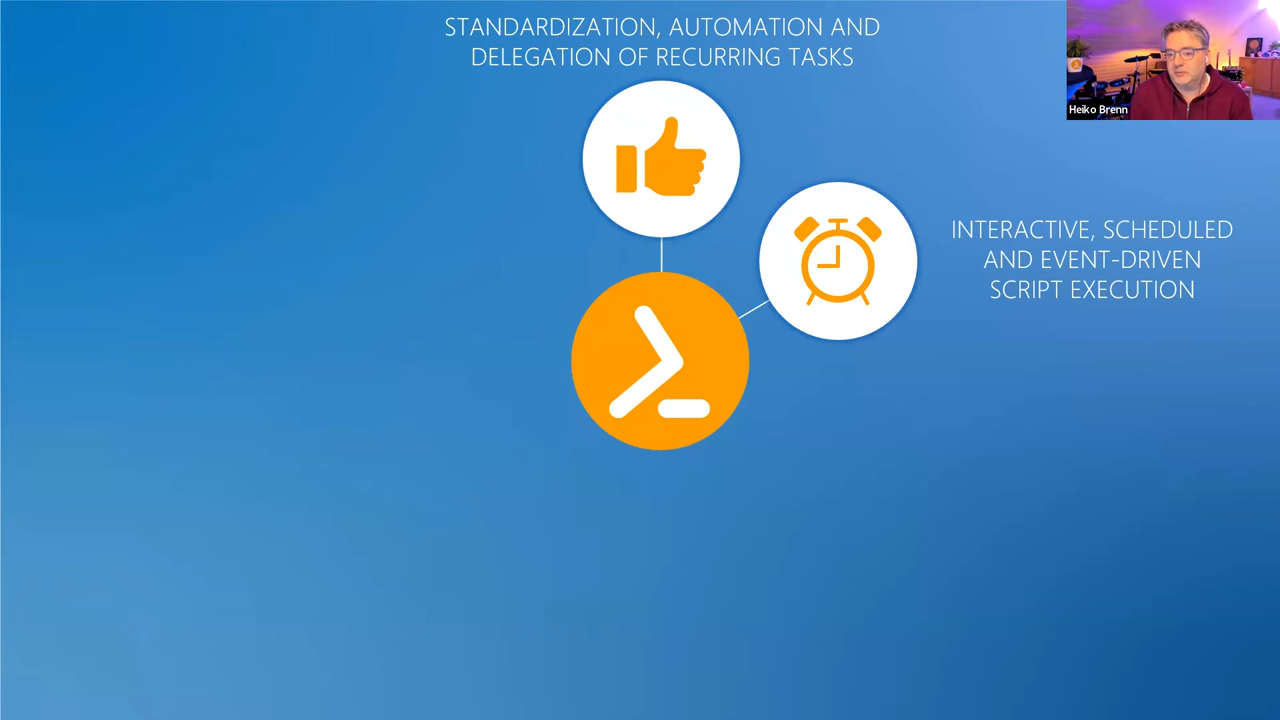 STANDARDIZATION, AUTOMATION AND
DELEGATION OF RECURRING TASKS
Heiko Brenn
INTERACTIVE, SCHEDULED
AND EVENT-DRIVEN
SCRIPT EXECUTION